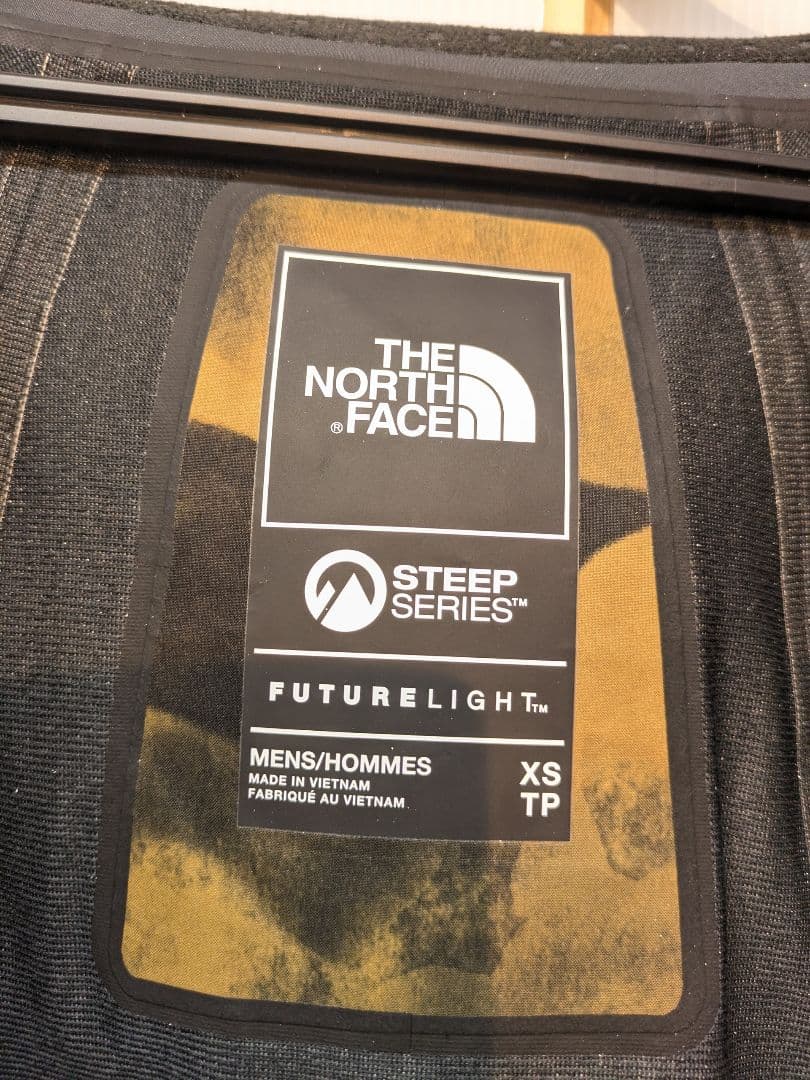 THE
NORTH
® FACE
STEEP
SERIES™
FUTURELIGHT™
MENS/HOMMES XS
MADE IN VIETNAM
FABRIQUÉ AU VIETNAM TP